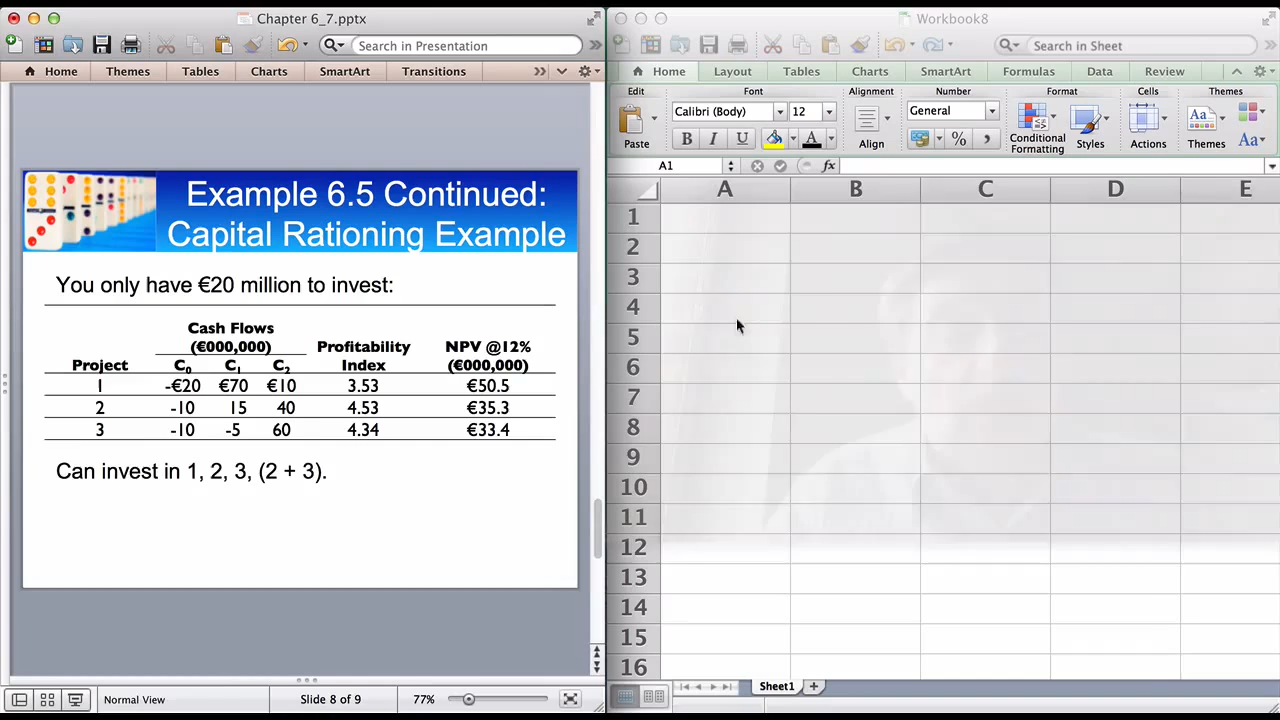 Chapter 6_7.pptx
Search in Presentation
Home Themes Tables Charts SmartArt Transitions
Example 6.5 Continued:
Capital Rationing Example
You only have €20 million to invest:
Cash Flows
(€000,000) Profitability NPV @12%
Project C0 C1 C2 Index (€000,000)
1 -€20 €70 €10 3.53 €50.5
2 -10 15 40 4.53 €35.3
3 -10 -5 60 4.34 €33.4
Can invest in 1, 2, 3, (2 + 3).
Normal View Slide 8 of 9 77%
Workbook8
Search in Sheet
Home Layout Tables Charts SmartArt Formulas Data Review
Edit Font Alignment Number Format Cells Themes
Calibri (Body) 12 General
Paste B I U A Align % Conditional
Formatting Styles Actions Themes
A1 fx
A B C D E
1
2
3
4
5
6
7
8
9
10
11
12
13
14
15
16
Sheet1